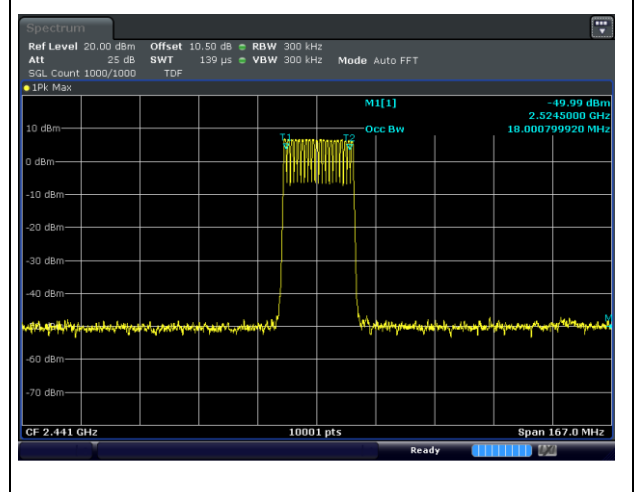 Spectrum
Ref Level 20.00 dBm Offset 10.50 dB RBW 300 kHz
Att 25 dB SWT 139 µs VBW 300 kHz Mode Auto FFT
SGL Count 1000/1000 TDF
1Pk Max
M1[1] -49.99 dBm
2.5245000 GHz
10 dBm Occ Bw 18.000799920 MHz
T1 T2
0 dBm
-10 dBm
-20 dBm
-30 dBm
-40 dBm
M
-60 dBm
-70 dBm
CF 2.441 GHz 10001 pts Span 167.0 MHz
Ready